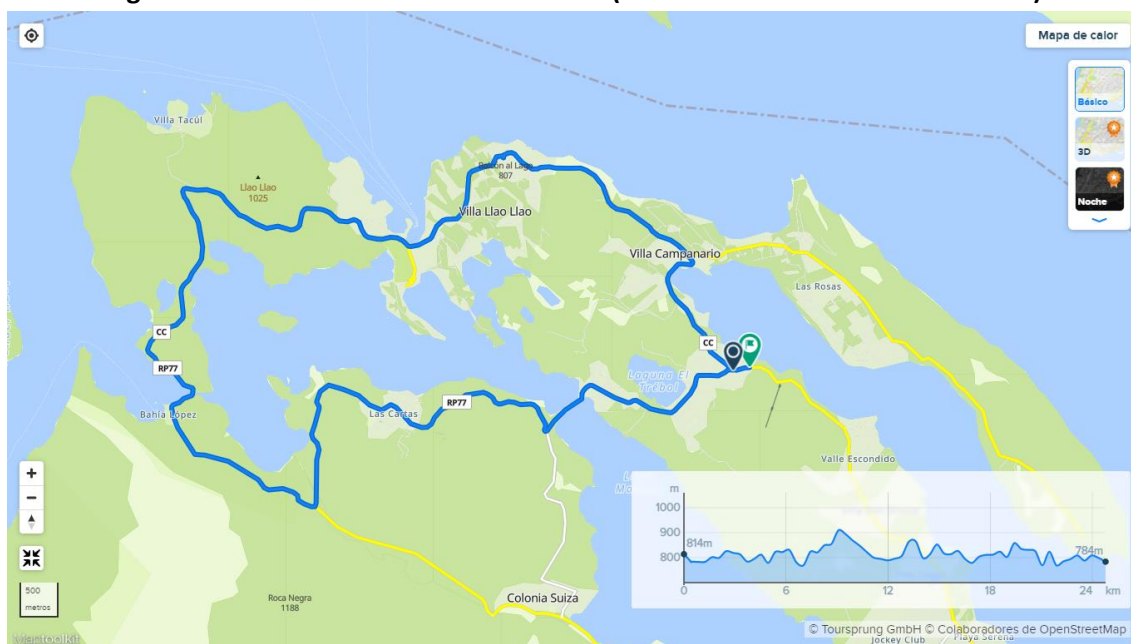 Mapa de calor
Básico
3D
Noche
Villa Tacúl
Llao Llao
1025
807
Villa Llao Llao
Villa Campanario
Las Rosas
CC
CC
RP77
Laguna El
Trébol
Las Cartas
RP77
Bahía López
Valle Escondido
m
1000
900
800
814m
784m
0
6
12
18
24
km
500
metros
Roca Negra
1188
Colonia Suiza
© Toursprung GmbH © Colaboradores de OpenStreetMap
Jockey Club
Playa Serena